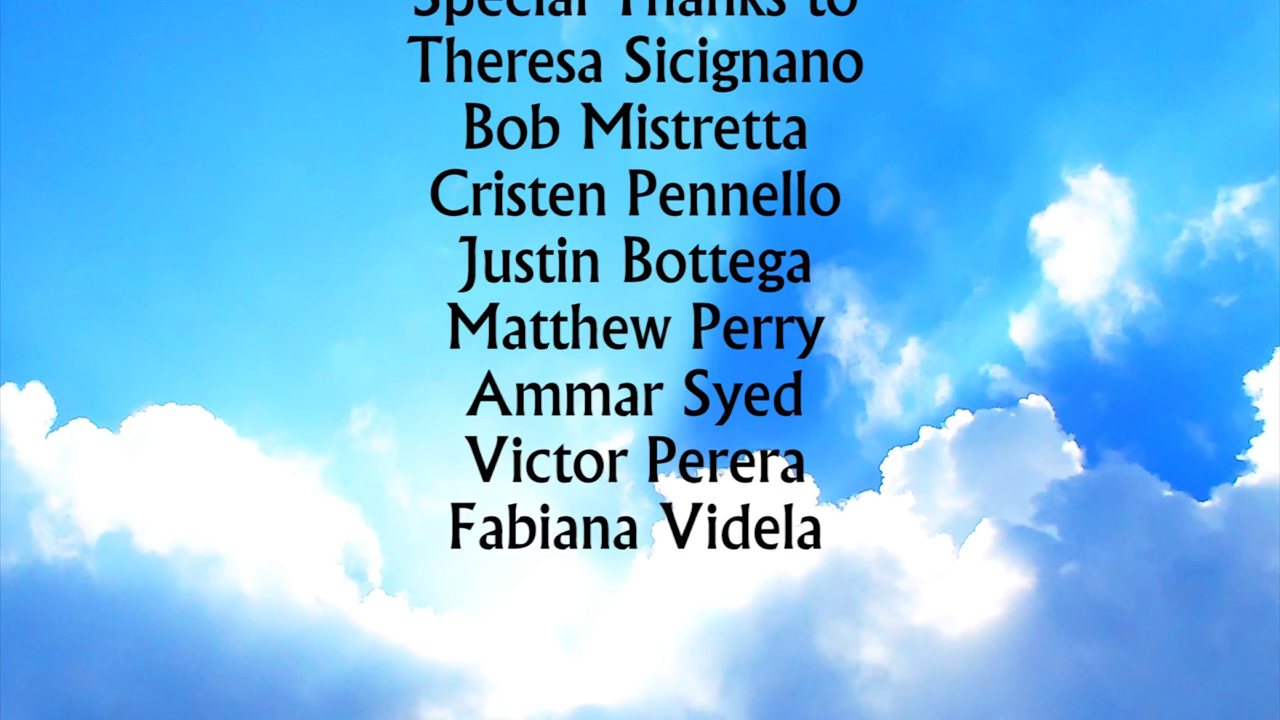 Special Thanks to
Theresa Sicignano
Bob Mistretta
Cristen Pennello
Justin Bottega
Matthew Perry
Ammar Syed
Victor Perera
Fabiana Videla